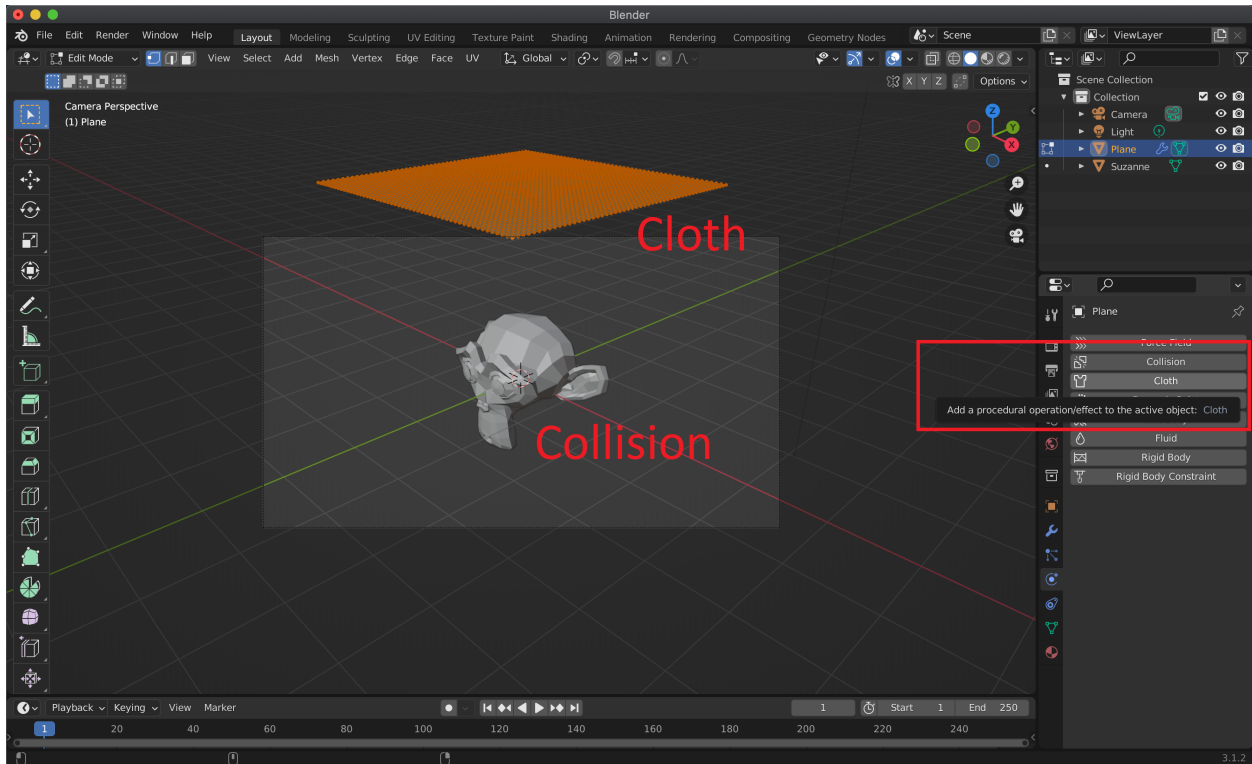 Blender
File Edit Render Window Help Layout Modeling Sculpting UV Editing Texture Paint Shading Animation Rendering Compositing Geometry Nodes Scene ViewLayer
Edit Mode View Select Add Mesh Vertex Edge Face UV Global
X Y Z Options
Camera Perspective
(1) Plane
Z
Y
X
Cloth
Collision
Scene Collection
Collection
Camera
Light
Plane
Suzanne
Plane
Force Field
Collision
Cloth
Add a procedural operation/effect to the active object: Cloth
Fluid
Rigid Body
Rigid Body Constraint
Playback Keying View Marker 1 Start 1 End 250
1 20 40 60 80 100 120 140 160 180 200 220 240
3.1.2